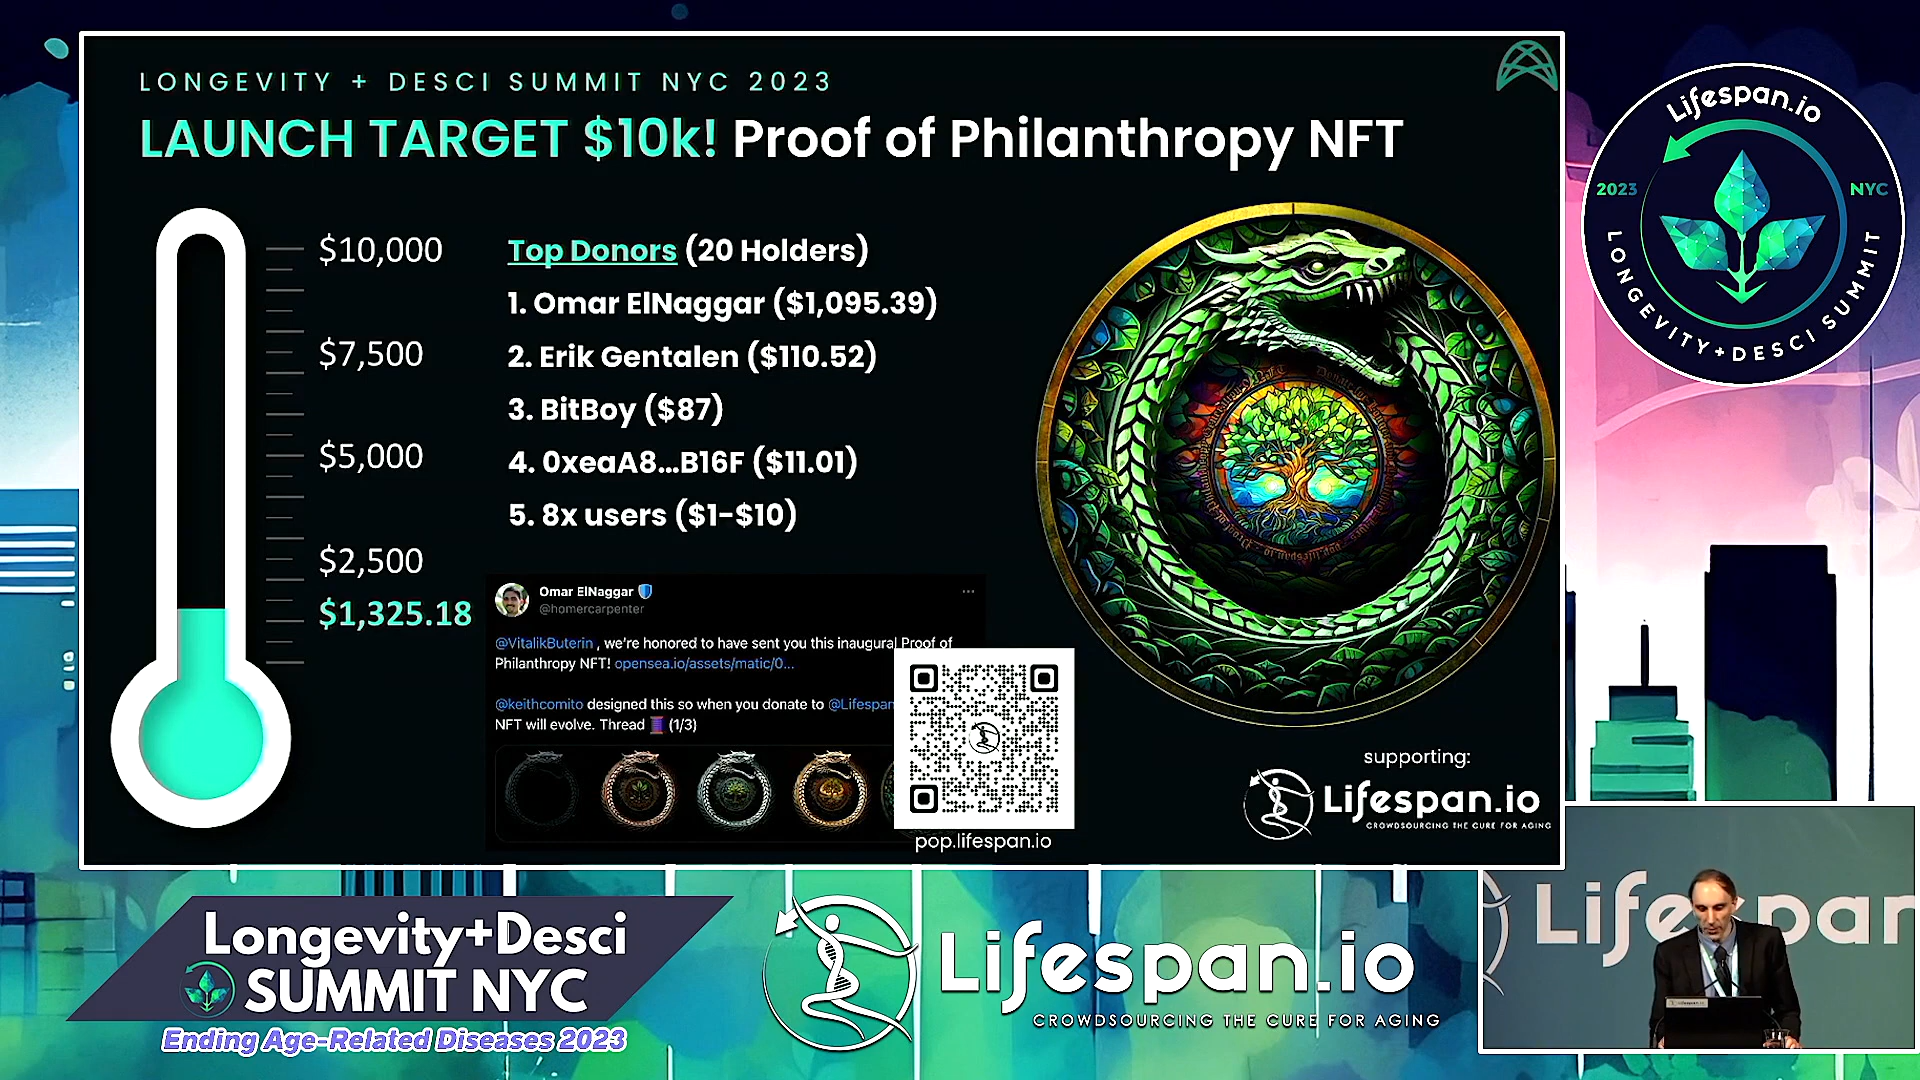 LONGEVITY + DESCI SUMMIT NYC 2023
LAUNCH TARGET $10k! Proof of Philanthropy NFT
$10,000
$7,500
$5,000
$2,500
$1,325.18
Top Donors (20 Holders)
1. Omar ElNaggar ($1,095.39)
2. Erik Gentalen ($110.52)
3. BitBoy ($87)
4. 0xeaA8...B16F ($11.01)
5. 8x users ($1-$10)
Omar ElNaggar
@homercarpenter
@VitalikButerin , we're honored to have sent you this inaugural Proof of
Philanthropy NFT! opensea.io/assets/matic/0...
@keithcomito designed this so when you donate to @Lifespan
NFT will evolve. Thread 🧵 (1/3)
pop.lifespan.io
supporting:
Lifespan.io
CROWDSOURCING THE CURE FOR AGING
Lifespan.io
2023
NYC
LONGEVITY+DESCI SUMMIT
Longevity+Desci
SUMMIT NYC
Ending Age-Related Diseases 2023
Lifespan.io
CROWDSOURCING THE CURE FOR AGING
Lifespan